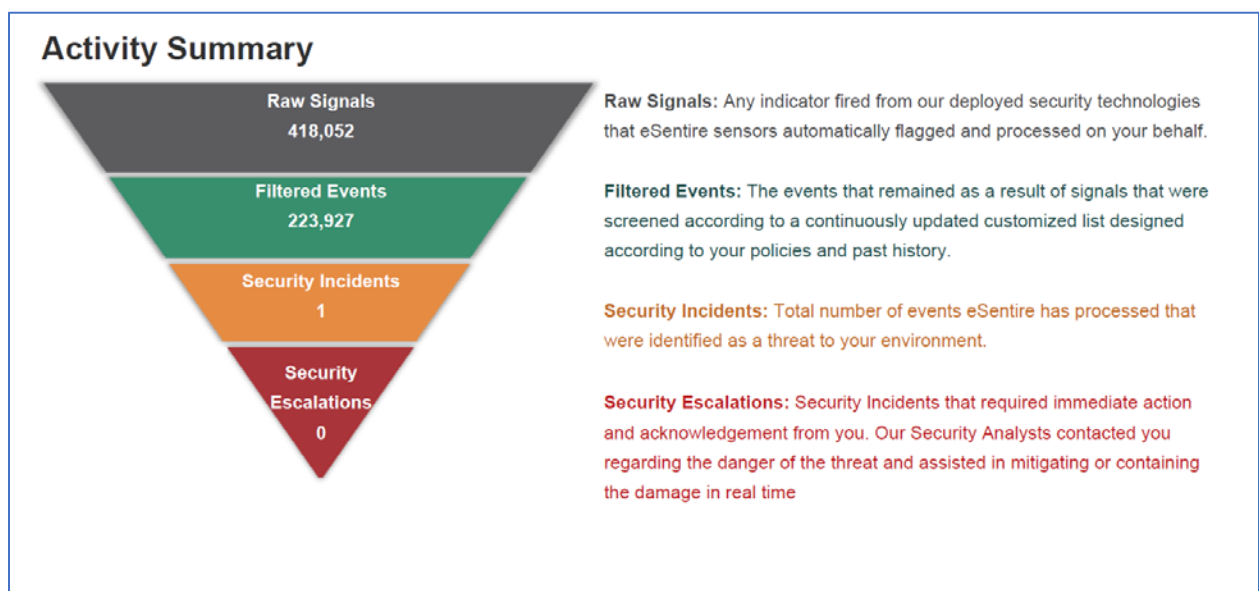 Activity Summary
Raw Signals
418,052
Filtered Events
223,927
Security Incidents
1
Security
Escalations
0
Raw Signals: Any indicator fired from our deployed security technologies
that eSentire sensors automatically flagged and processed on your behalf.
Filtered Events: The events that remained as a result of signals that were
screened according to a continuously updated customized list designed
according to your policies and past history.
Security Incidents: Total number of events eSentire has processed that
were identified as a threat to your environment.
Security Escalations: Security Incidents that required immediate action
and acknowledgement from you. Our Security Analysts contacted you
regarding the danger of the threat and assisted in mitigating or containing
the damage in real time